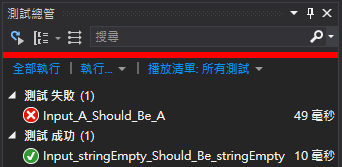 測試總管
搜尋
全部執行 | 執行... | 播放清單: 所有測試
測試 失敗 (1)
Input_A_Should_Be_A 49 毫秒
測試 成功 (1)
Input_stringEmpty_Should_Be_stringEmpty 10 毫秒